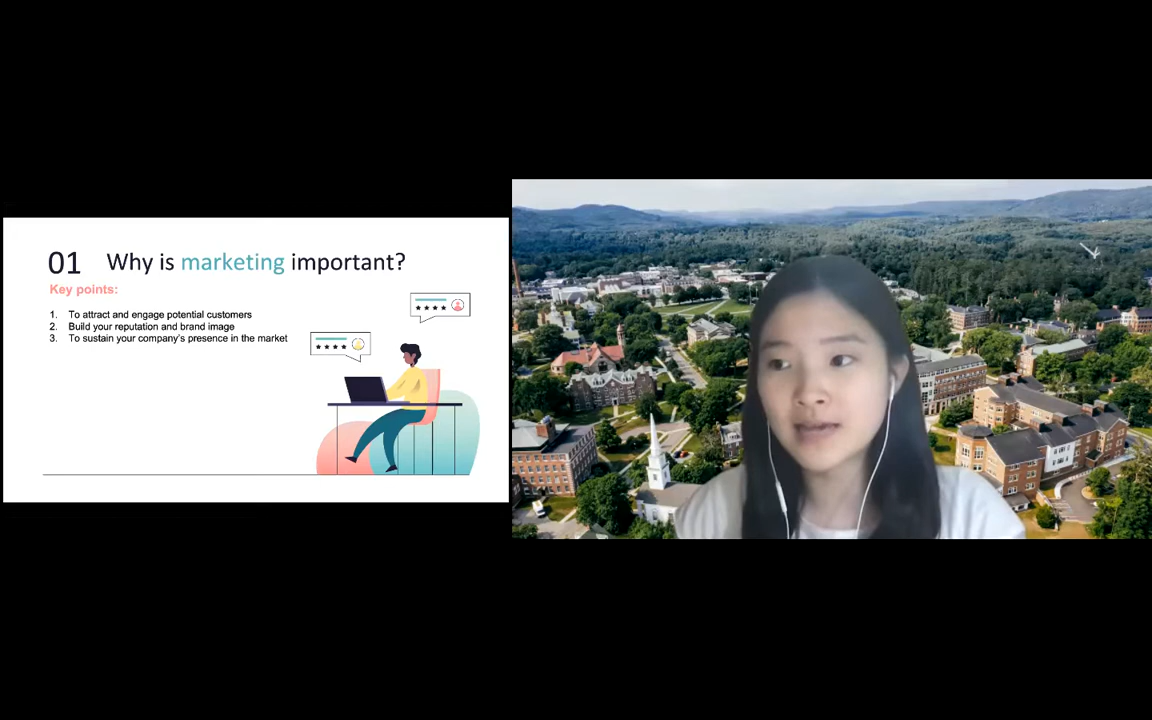 01 Why is marketing important?
Key points:
1. To attract and engage potential customers
2. Build your reputation and brand image
3. To sustain your company's presence in the market